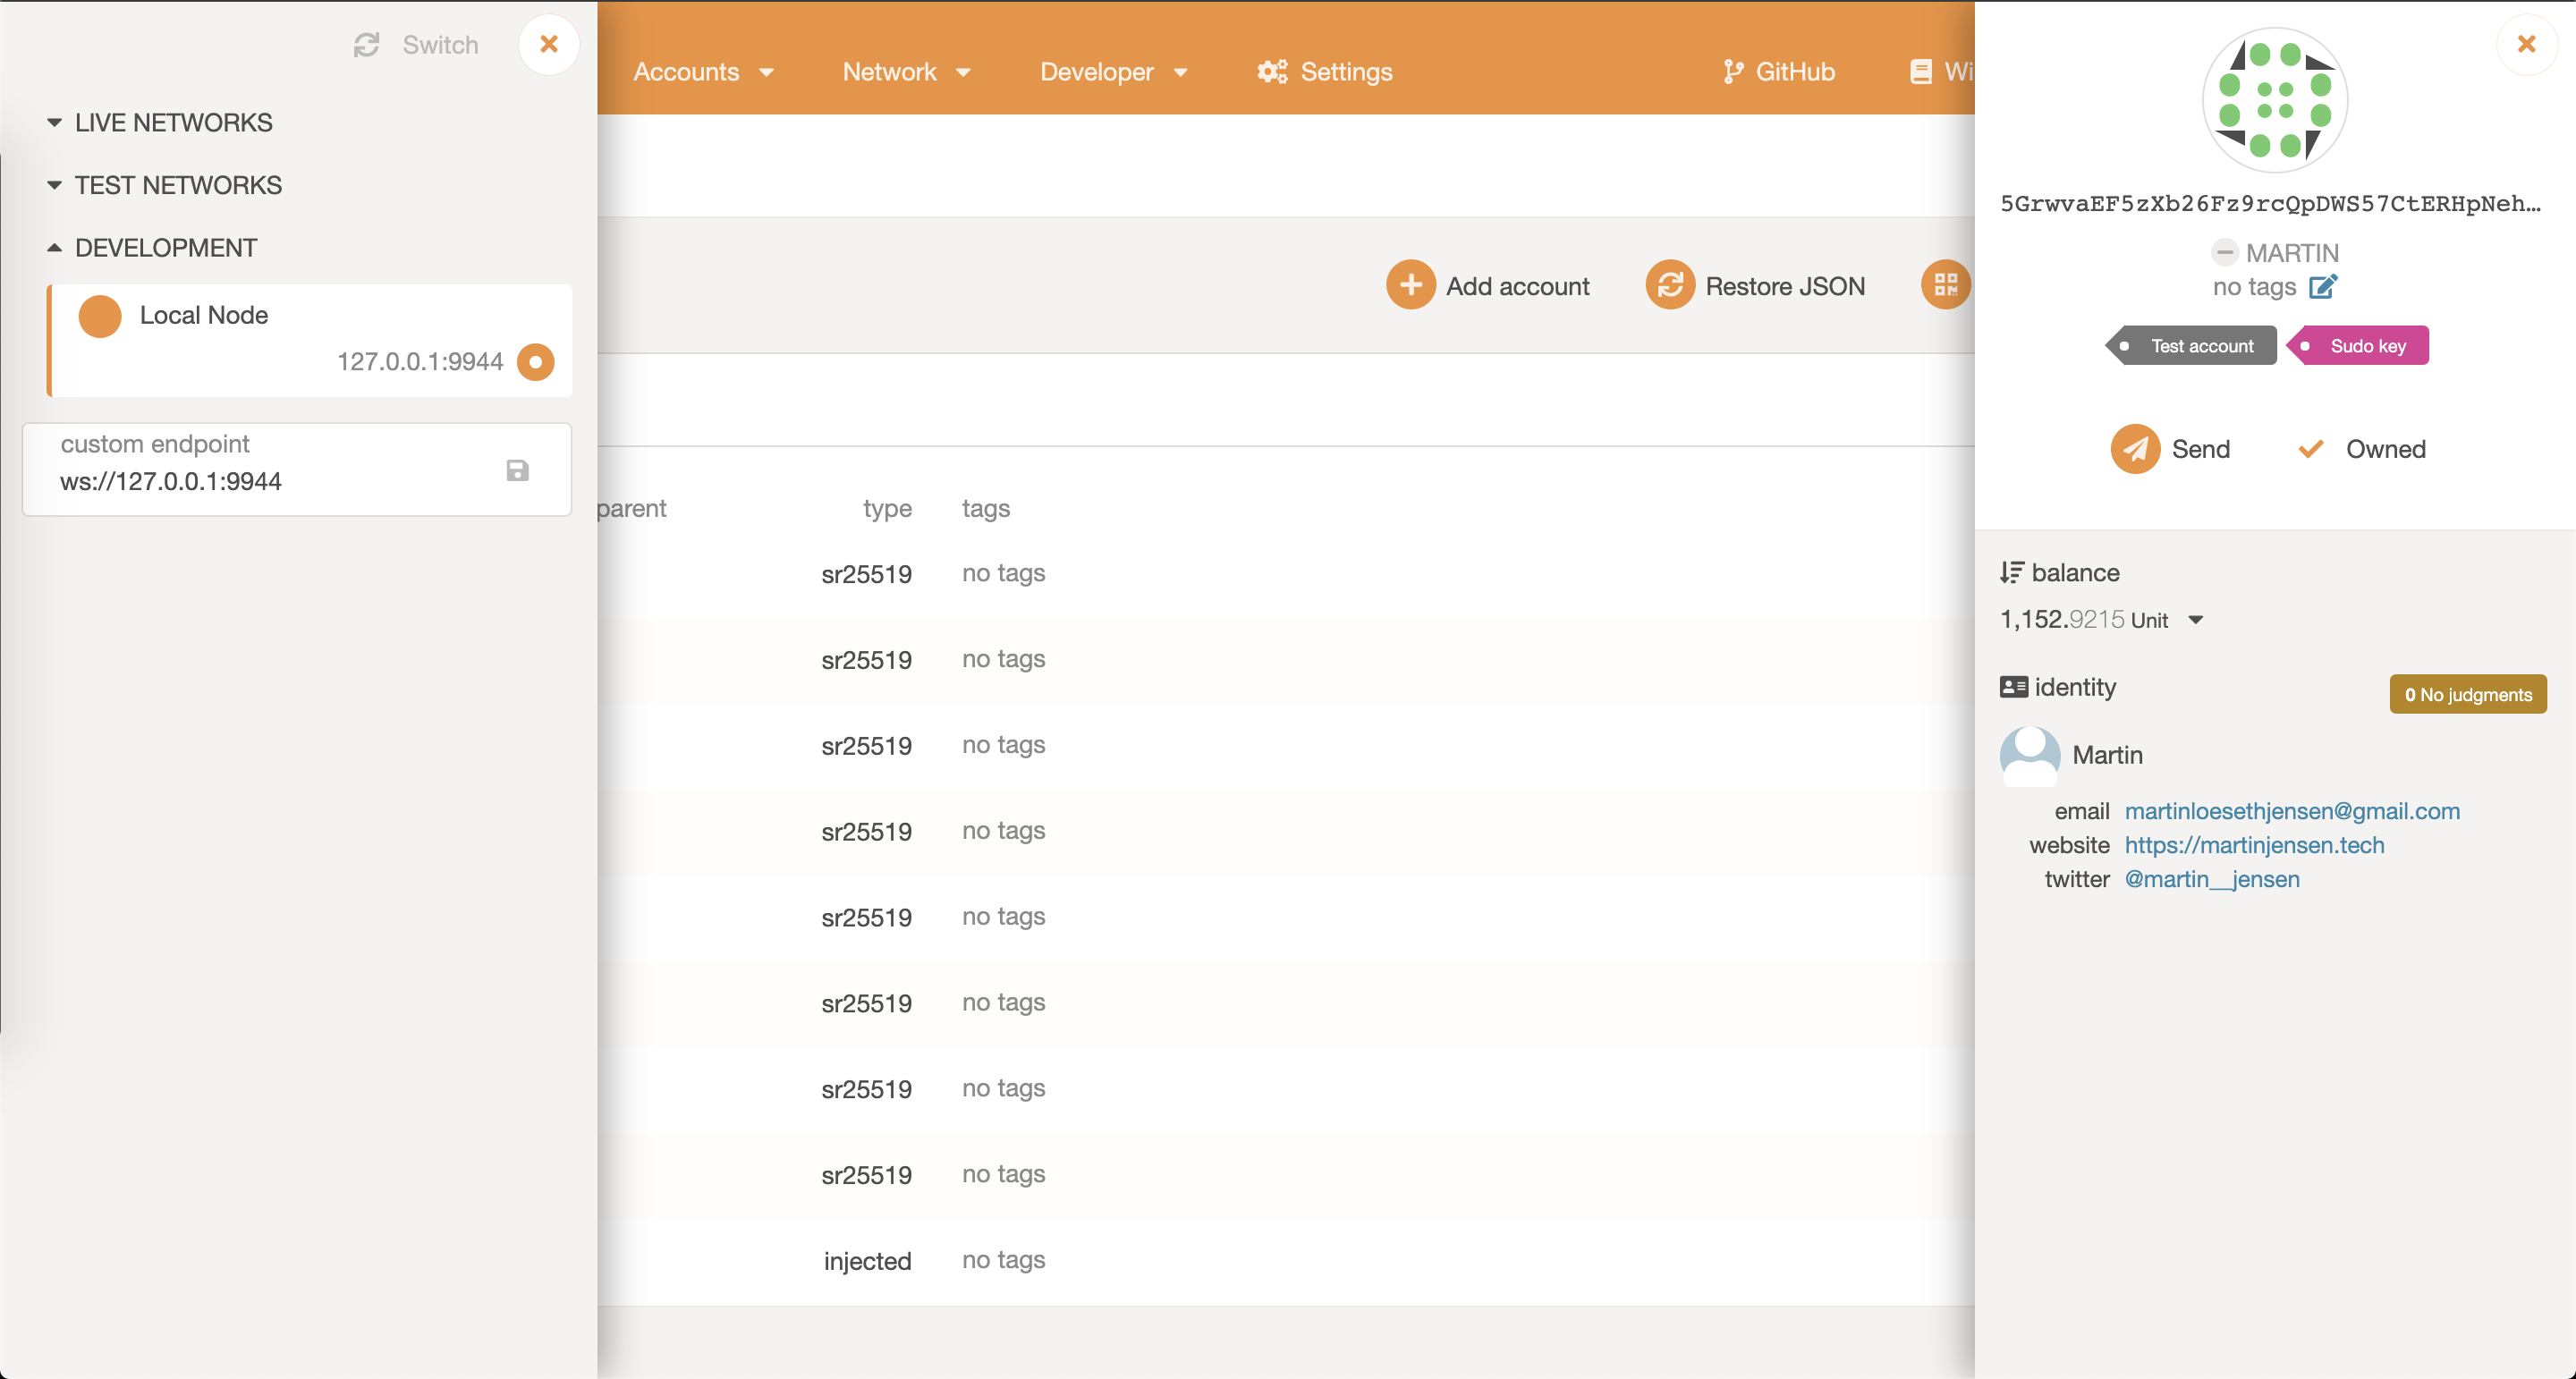 Switch
LIVE NETWORKS
TEST NETWORKS
DEVELOPMENT
Local Node
127.0.0.1:9944
custom endpoint
ws://127.0.0.1:9944
Accounts
Network
Developer
Settings
GitHub
Wi
Add account
Restore JSON
parent type tags
sr25519 no tags
sr25519 no tags
sr25519 no tags
sr25519 no tags
sr25519 no tags
sr25519 no tags
sr25519 no tags
sr25519 no tags
injected no tags
5GrwvaEF5zXb26Fz9rcQpDWS57CtERHpNeh…
MARTIN
no tags
Test account
Sudo key
Send
Owned
balance
1,152.9215 Unit
identity
0 No judgments
Martin
email martinloesethjensen@gmail.com
website https://martinjensen.tech
twitter @martin__jensen